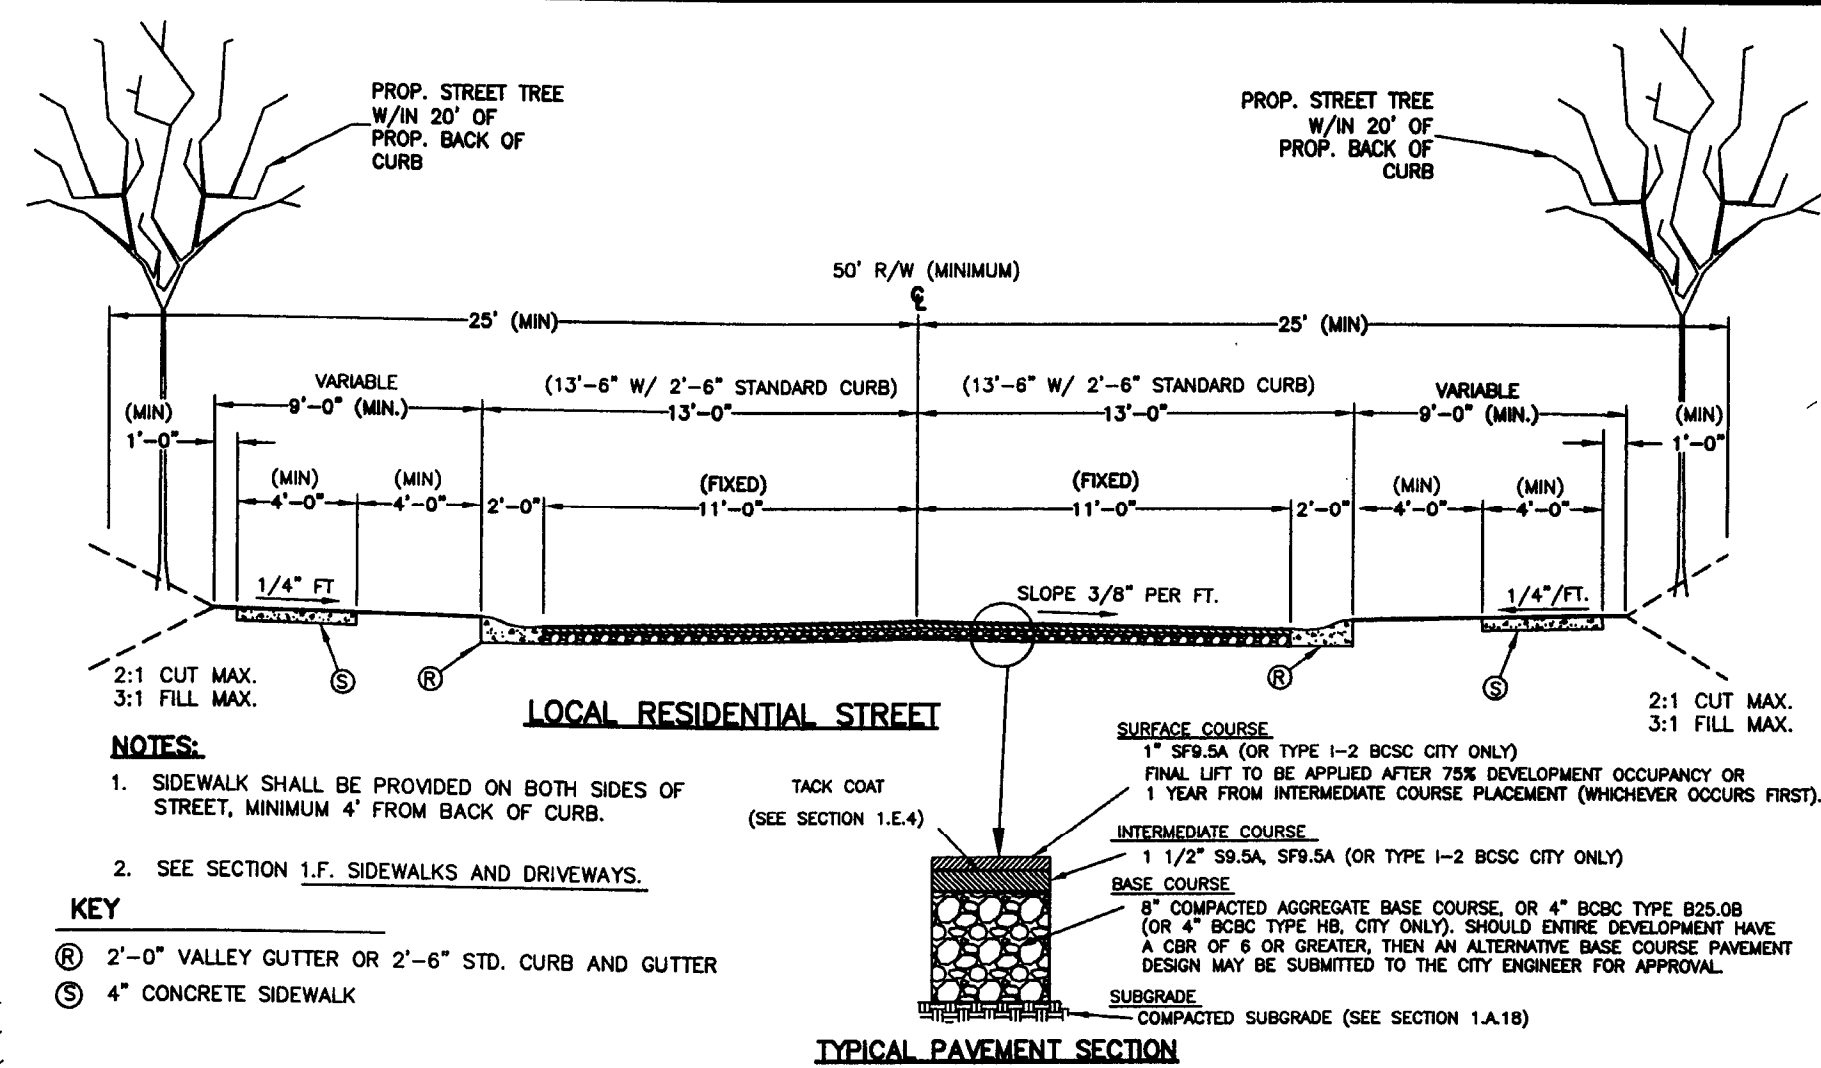 PROP. STREET TREE
W/IN 20' OF
PROP. BACK OF
CURB
PROP. STREET TREE
W/IN 20' OF
PROP. BACK OF
CURB
50' R/W (MINIMUM)
℄
25' (MIN)
25' (MIN)
VARIABLE
9'-0" (MIN.)
(13'-6" W/ 2'-6" STANDARD CURB)
13'-0"
(13'-6" W/ 2'-6" STANDARD CURB)
13'-0"
VARIABLE
9'-0" (MIN.)
(MIN)
1'-0"
(MIN)
1'-0"
(MIN)
4'-0"
(MIN)
4'-0"
2'-0"
(FIXED)
11'-0"
(FIXED)
11'-0"
2'-0"
(MIN)
4'-0"
(MIN)
4'-0"
1/4" FT
SLOPE 3/8" PER FT.
1/4"/FT.
S
R
R
S
2:1 CUT MAX.
3:1 FILL MAX.
2:1 CUT MAX.
3:1 FILL MAX.
LOCAL RESIDENTIAL STREET
NOTES:
1. SIDEWALK SHALL BE PROVIDED ON BOTH SIDES OF
STREET, MINIMUM 4' FROM BACK OF CURB.
2. SEE SECTION 1.F. SIDEWALKS AND DRIVEWAYS.
KEY
R 2'-0" VALLEY GUTTER OR 2'-6" STD. CURB AND GUTTER
S 4" CONCRETE SIDEWALK
TACK COAT
(SEE SECTION 1.E.4)
SURFACE COURSE
1" SF9.5A (OR TYPE I-2 BCSC CITY ONLY)
FINAL LIFT TO BE APPLIED AFTER 75% DEVELOPMENT OCCUPANCY OR
1 YEAR FROM INTERMEDIATE COURSE PLACEMENT (WHICHEVER OCCURS FIRST).
INTERMEDIATE COURSE
1 1/2" S9.5A, SF9.5A (OR TYPE I-2 BCSC CITY ONLY)
BASE COURSE
8" COMPACTED AGGREGATE BASE COURSE, OR 4" BCBC TYPE B25.0B
(OR 4" BCBC TYPE HB, CITY ONLY). SHOULD ENTIRE DEVELOPMENT HAVE
A CBR OF 6 OR GREATER, THEN AN ALTERNATIVE BASE COURSE PAVEMENT
DESIGN MAY BE SUBMITTED TO THE CITY ENGINEER FOR APPROVAL.
SUBGRADE
COMPACTED SUBGRADE (SEE SECTION 1.A.18)
TYPICAL PAVEMENT SECTION